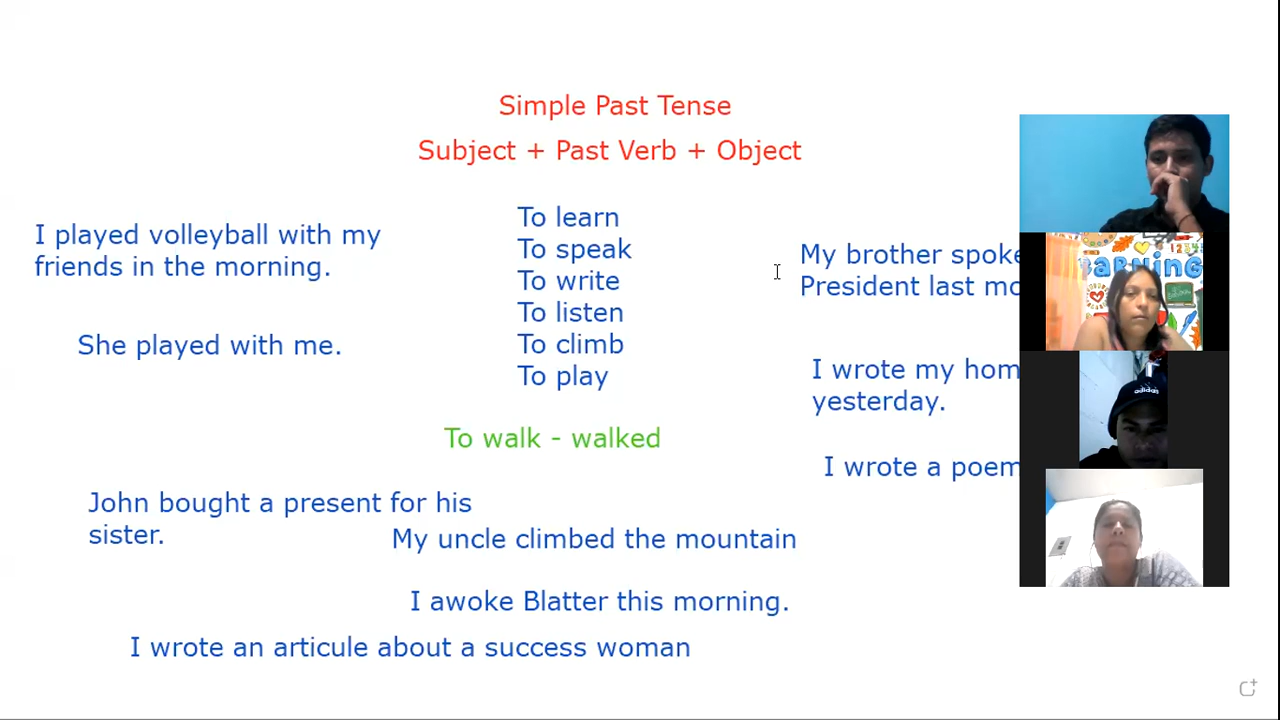 Simple Past Tense
Subject + Past Verb + Object
To learn
To speak
To write
To listen
To climb
To play
To walk - walked
I played volleyball with my
friends in the morning.
She played with me.
My brother spoke
President last
I wrote my
yesterday.
I wrote a poem
John bought a present for his
sister.
My uncle climbed the mountain
I awoke Blatter this morning.
I wrote an articule about a success woman
adidas